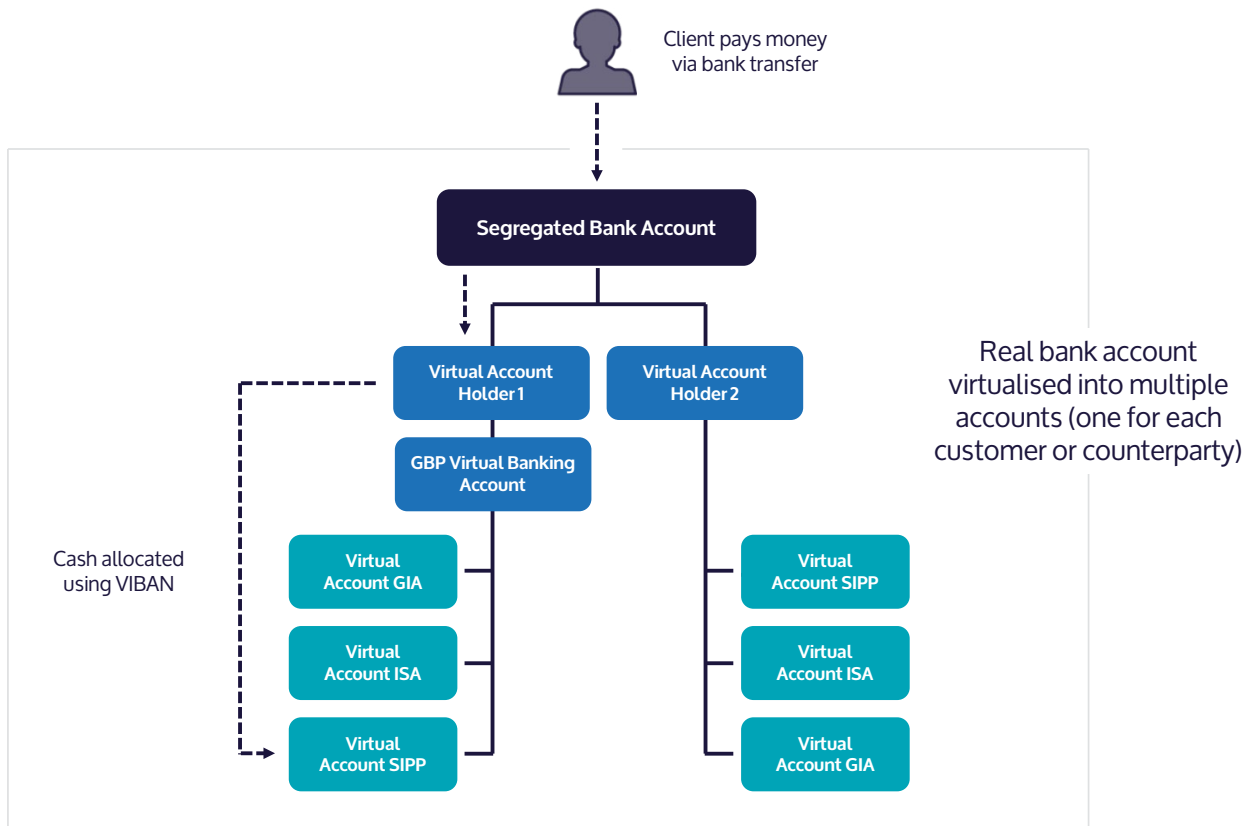 Client pays money
via bank transfer
Segregated Bank Account
Virtual Account
Holder 1
Virtual Account
Holder 2
Real bank account
virtualised into multiple
accounts (one for each
customer or counterparty)
GBP Virtual Banking
Account
Cash allocated
using VIBAN
Virtual
Account GIA
Virtual
Account ISA
Virtual
Account SIPP
Virtual
Account SIPP
Virtual
Account ISA
Virtual
Account GIA